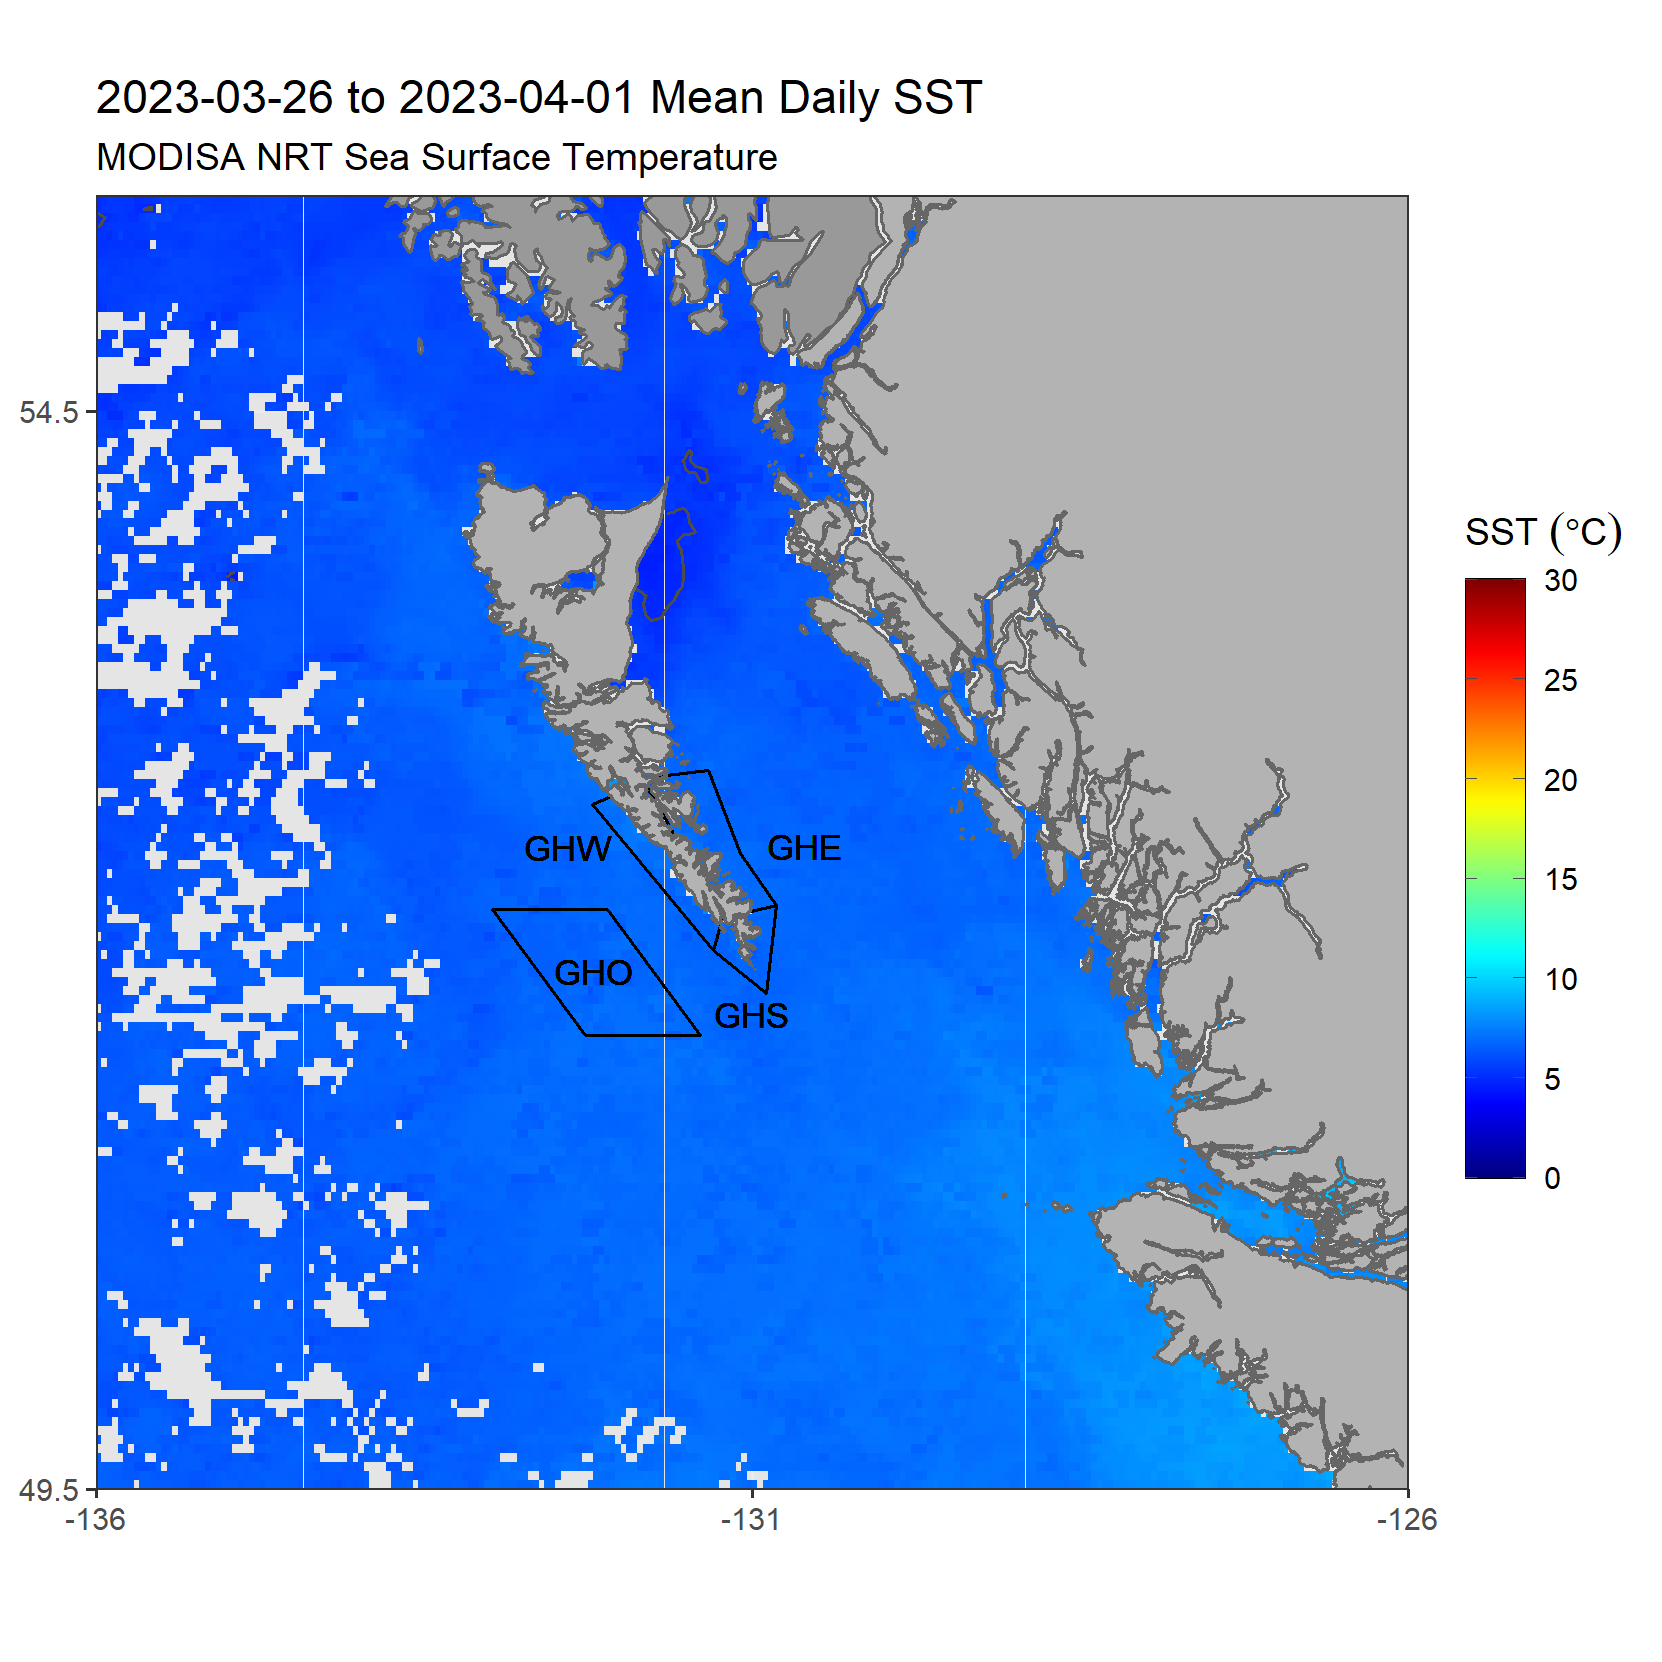 2023-03-26 to 2023-04-01 Mean Daily SST
MODISA NRT Sea Surface Temperature
54.5
49.5
-136
-131
-126
GHW
GHE
GHO
GHS
SST (°C)
30
25
20
15
10
5
0